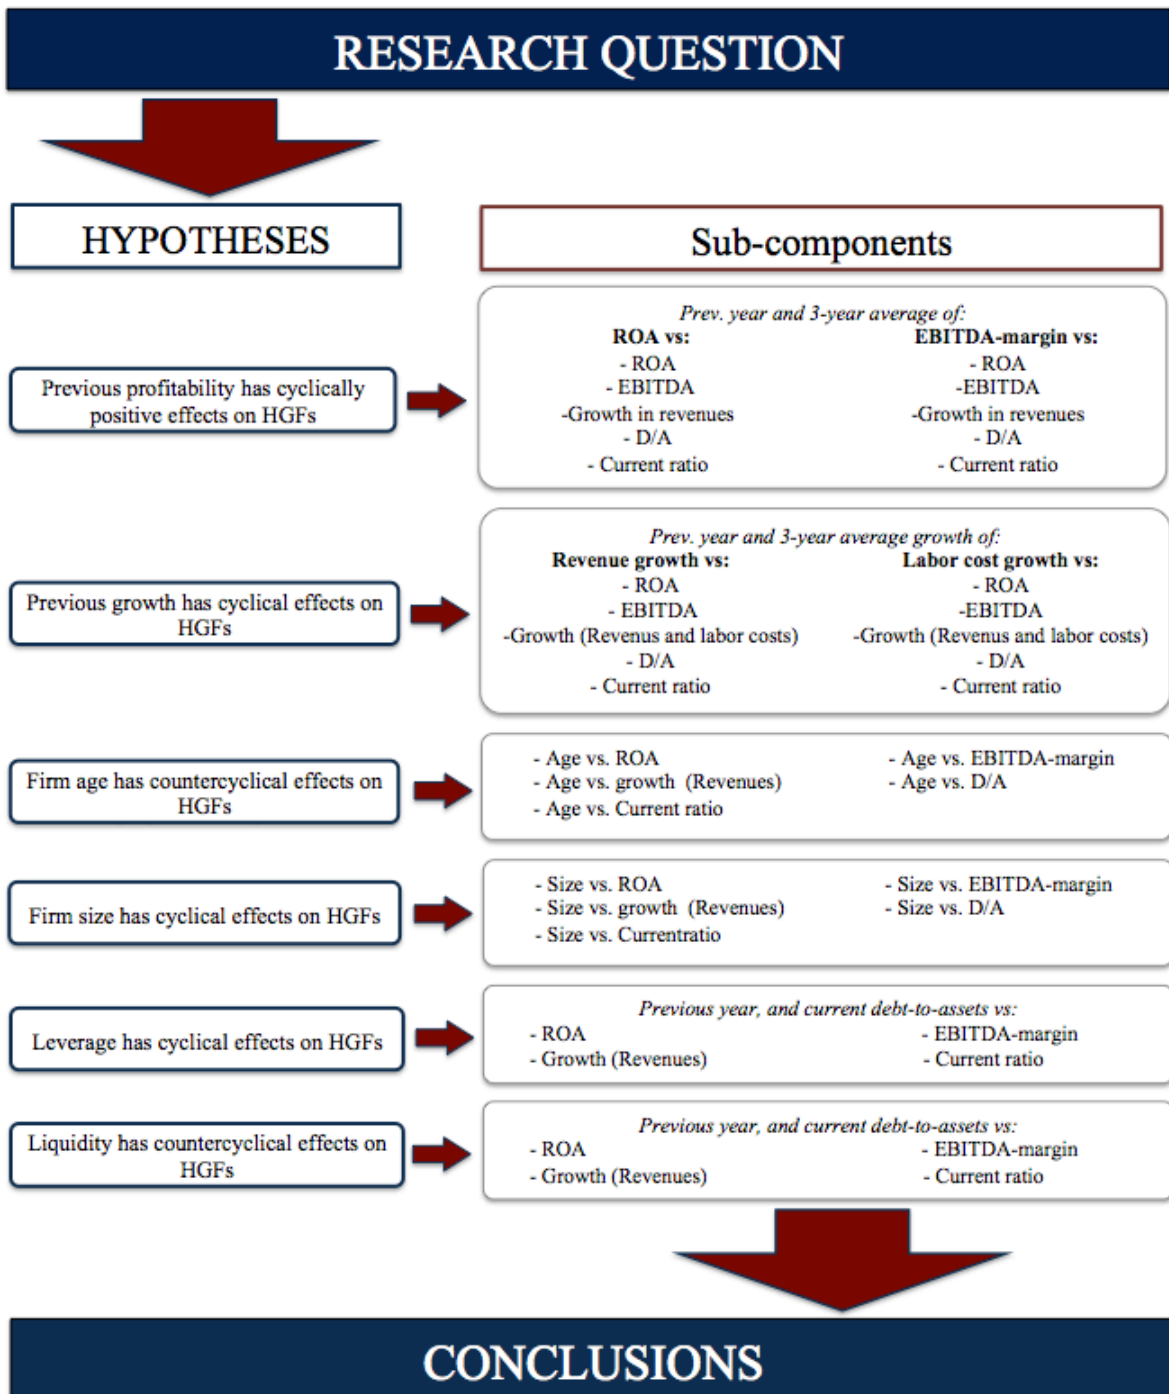 RESEARCH QUESTION
HYPOTHESES
Sub-components
Previous profitability has cyclically
positive effects on HGFs
Prev. year and 3-year average of:
ROA vs:
- ROA
- EBITDA
-Growth in revenues
- D/A
- Current ratio
EBITDA-margin vs:
- ROA
-EBITDA
-Growth in revenues
- D/A
- Current ratio
Previous growth has cyclical effects on
HGFs
Prev. year and 3-year average growth of:
Revenue growth vs:
- ROA
- EBITDA
-Growth (Revenus and labor costs)
- D/A
- Current ratio
Labor cost growth vs:
- ROA
-EBITDA
-Growth (Revenus and labor costs)
- D/A
- Current ratio
Firm age has countercyclical effects on
HGFs
- Age vs. ROA
- Age vs. growth (Revenues)
- Age vs. Current ratio
- Age vs. EBITDA-margin
- Age vs. D/A
Firm size has cyclical effects on HGFs
- Size vs. ROA
- Size vs. growth (Revenues)
- Size vs. Currentratio
- Size vs. EBITDA-margin
- Size vs. D/A
Leverage has cyclical effects on HGFs
Previous year, and current debt-to-assets vs:
- ROA
- Growth (Revenues)
- EBITDA-margin
- Current ratio
Liquidity has countercyclical effects on
HGFs
Previous year, and current debt-to-assets vs:
- ROA
- Growth (Revenues)
- EBITDA-margin
- Current ratio
CONCLUSIONS